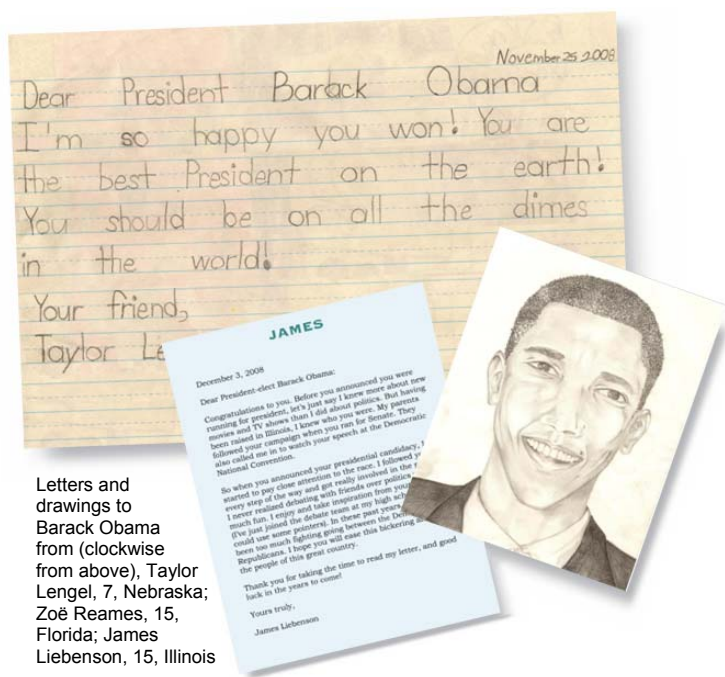 November 25 2008
Dear President Barack Obama
I'm so happy you won! You are
the best President on the earth!
You should be on all the dimes
in the world!
Your friend,
Taylor Le
JAMES
December 3, 2008
Dear President-elect Barack Obama:
Congratulations to you. Before you announced you were
running for president, let's just say I knew more about new
movies and TV shows than I did about politics. But having
been raised in Illinois, I knew who you were. My parents
followed your campaign when you ran for Senate. They
also called me in to watch your speech at the Democratic
National Convention.
So when you announced your presidential candidacy, I
started to pay close attention to the race. I followed
every step of the way and got really involved in the
I never realized debating with friends over politics
much fun. I enjoy and take inspiration from
(I've just joined the debate team at my high
could use some pointers). In these past years,
been too much fighting going between the
Republicans. I hope you will ease this bickering
the people of this great country.
Thank you for taking the time to read my letter, and good
luck in the years to come!
Yours truly,
James Liebenson
Letters and
drawings to
Barack Obama
from (clockwise
from above), Taylor
Lengel, 7, Nebraska;
Zoë Reames, 15,
Florida; James
Liebenson, 15, Illinois